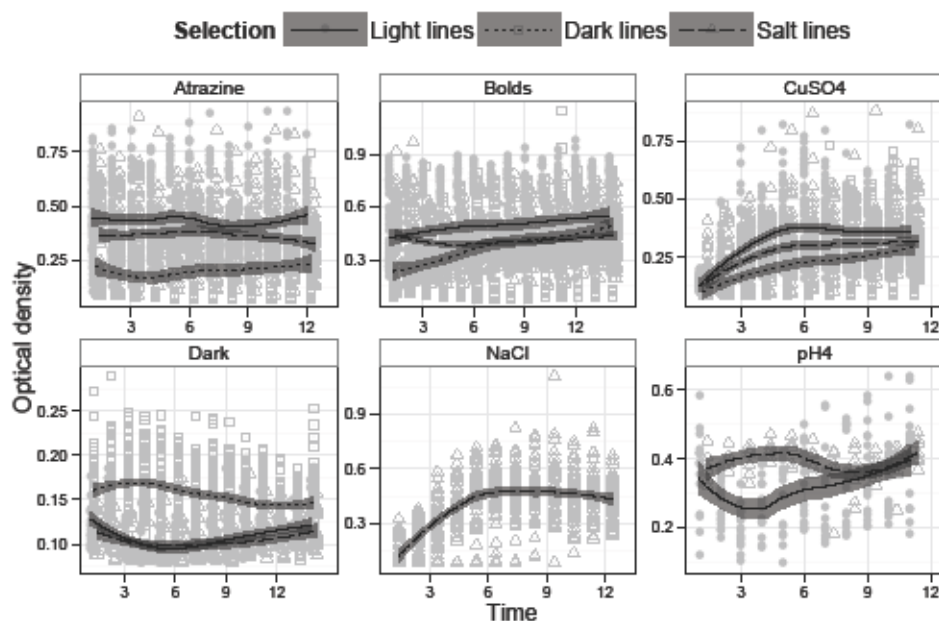 Selection Light lines Dark lines Salt lines
Atrazine Bolds CuSO4
0.75 0.50 0.25
0.9 0.6 0.3
0.75 0.50 0.25
3 6 9 12
3 6 9 12
3 6 9 12
Optical density
Dark NaCl pH4
0.25 0.20 0.15 0.10
0.9 0.6 0.3
0.6 0.4 0.2
3 6 9 12
3 6 9 12
3 6 9 12
Time